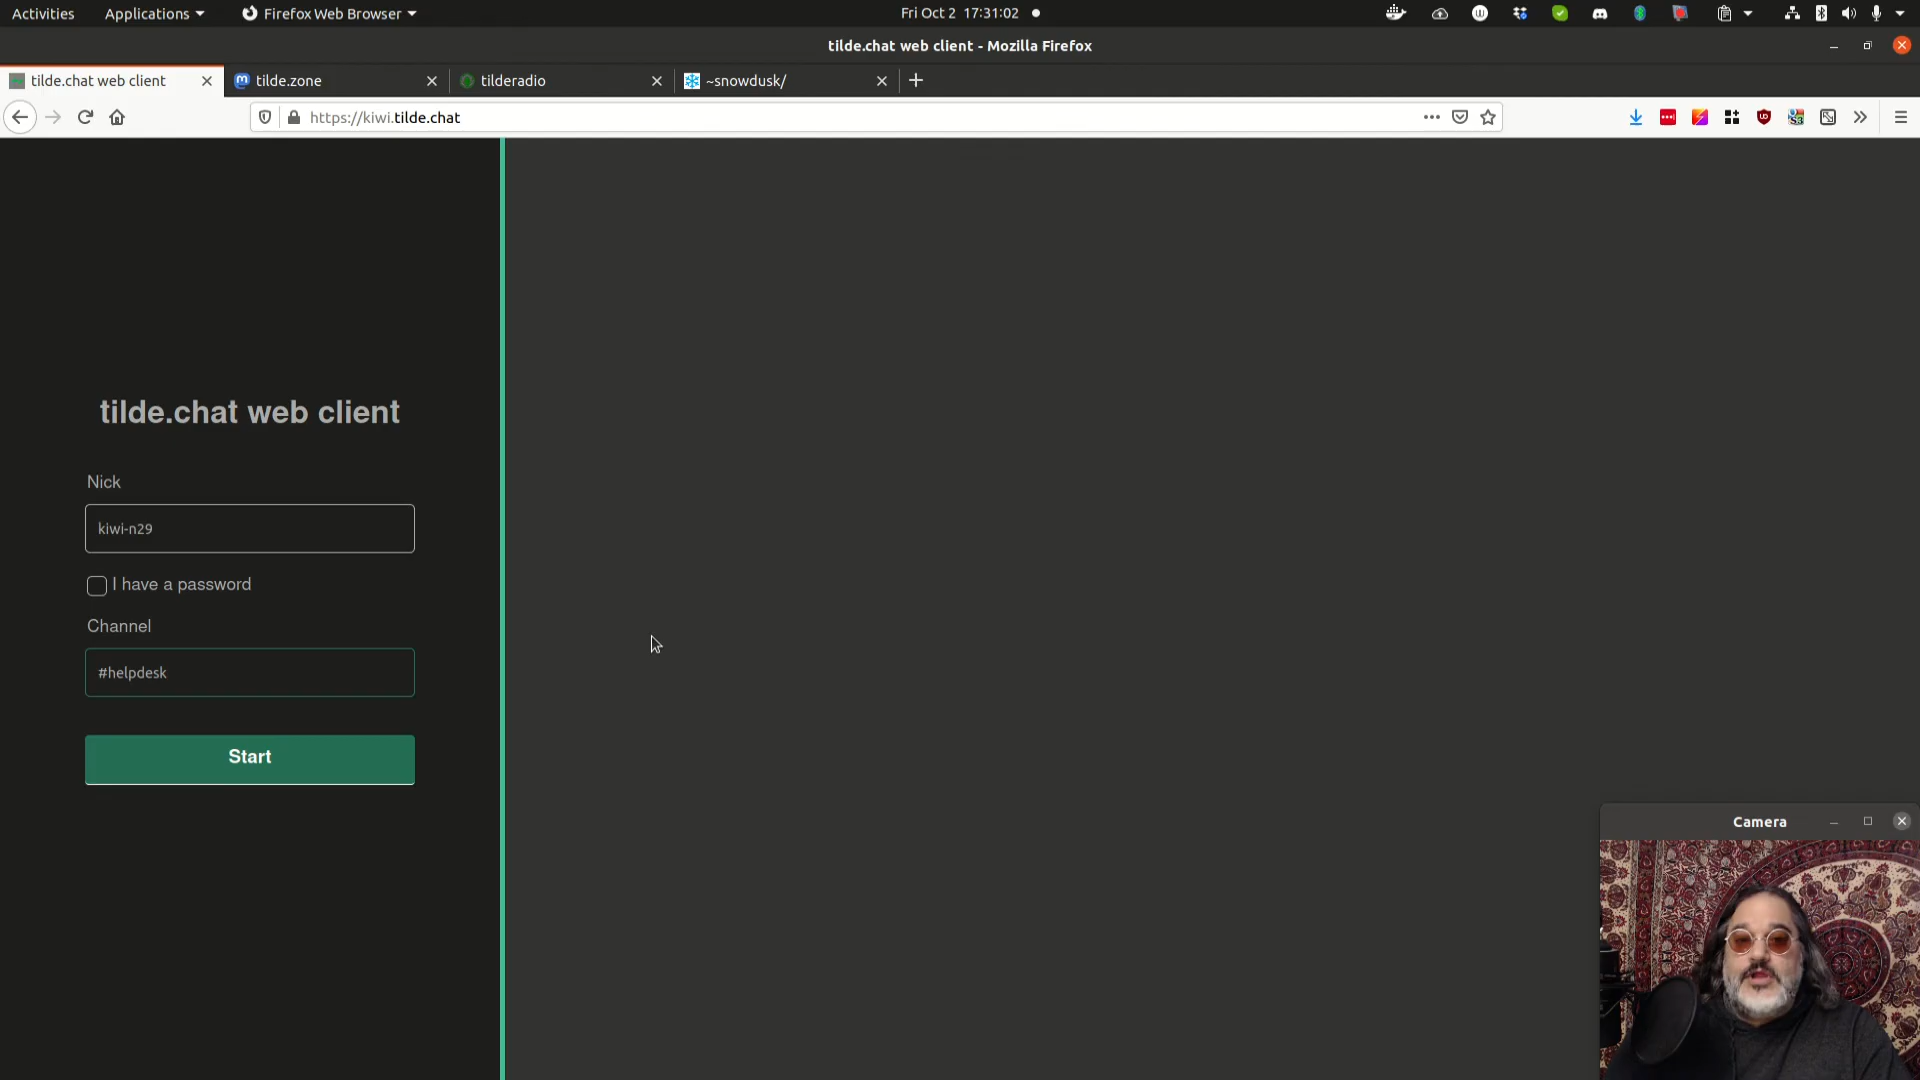 Activities
Applications
Firefox Web Browser
Fri Oct 2 17:31:02
tilde.chat web client - Mozilla Firefox
tilde.chat web client
tilde.zone
tilderadio
~snowdusk/
https://kiwi.tilde.chat
tilde.chat web client
Nick
kiwi-n29
I have a password
Channel
#helpdesk
Start
Camera